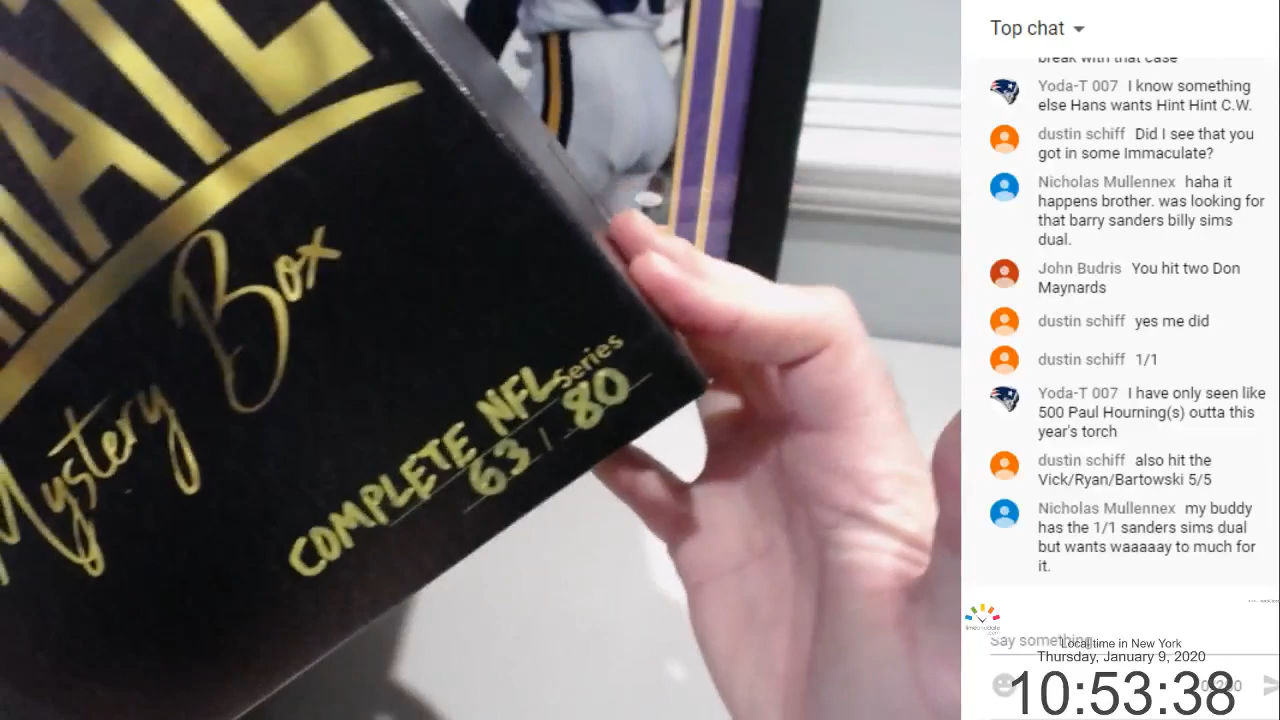 Mystery Box
Series
COMPLETE NFL
63 / 80
Top chat
break with that case
Yoda-T 007 I know something
else Hans wants Hint Hint C.W.
dustin schiff Did I see that you
got in some Immaculate?
Nicholas Mullennex haha it
happens brother. was looking for
that barry sanders billy sims
dual.
John Budris You hit two Don
Maynards
dustin schiff yes me did
dustin schiff 1/1
Yoda-T 007 I have only seen like
500 Paul Hourning(s) outta this
year's torch
dustin schiff also hit the
Vick/Ryan/Bartowski 5/5
Nicholas Mullennex my buddy
has the 1/1 sanders sims dual
but wants waaaaay to much for
it.
Say something...
Local time in New York
Thursday, January 9, 2020
10:53:38